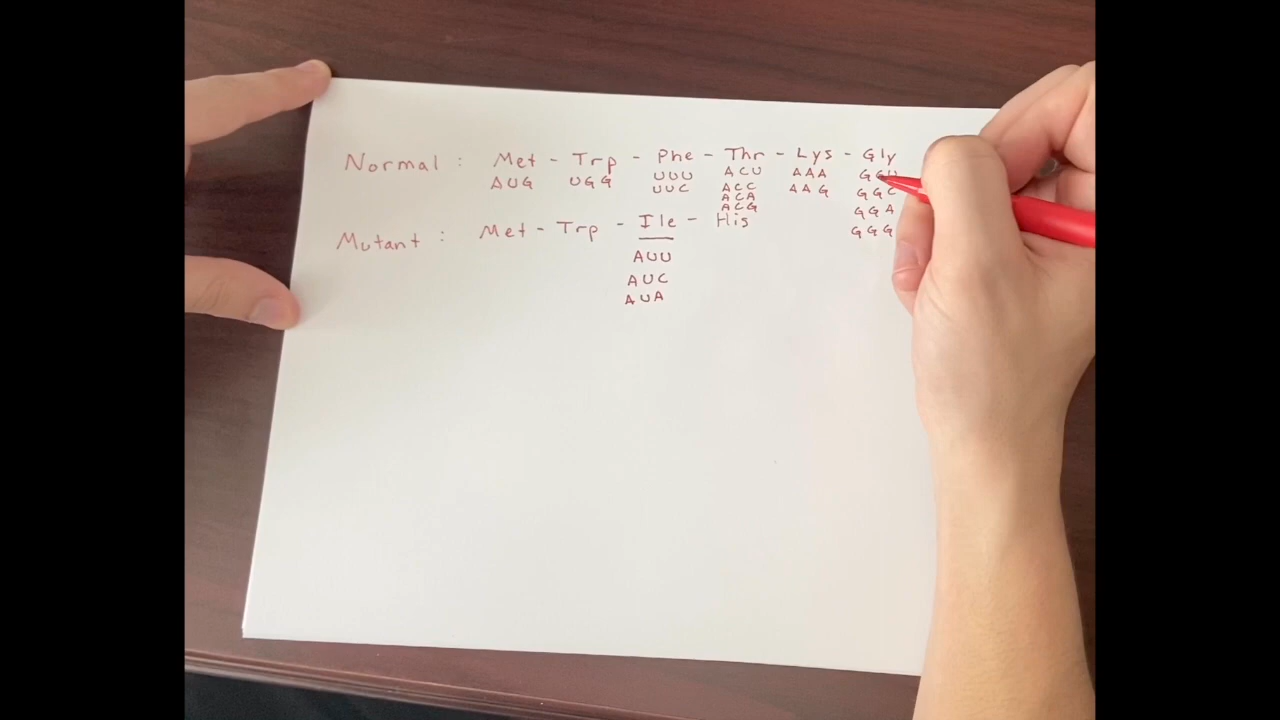 Normal : Met - Trp - Phe - Thr - Lys - Gly
AUG UGG UUU ACU AAA GGU
UUC ACC AAG GGC
ACA GGA
ACG GGG
Mutant : Met - Trp - Ile - His
AUU
AUC
AUA